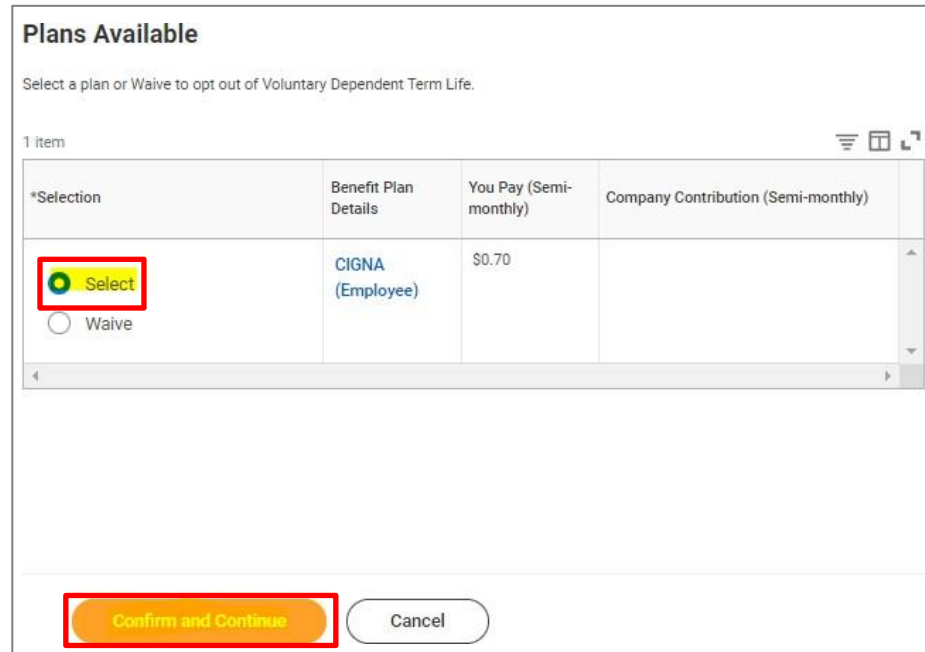 Plans Available
Select a plan or Waive to opt out of Voluntary Dependent Term Life.
1 item
*Selection
Benefit Plan
Details
You Pay (Semi-
monthly)
Company Contribution (Semi-monthly)
Select
Waive
CIGNA
(Employee)
$0.70
Confirm and Continue
Cancel